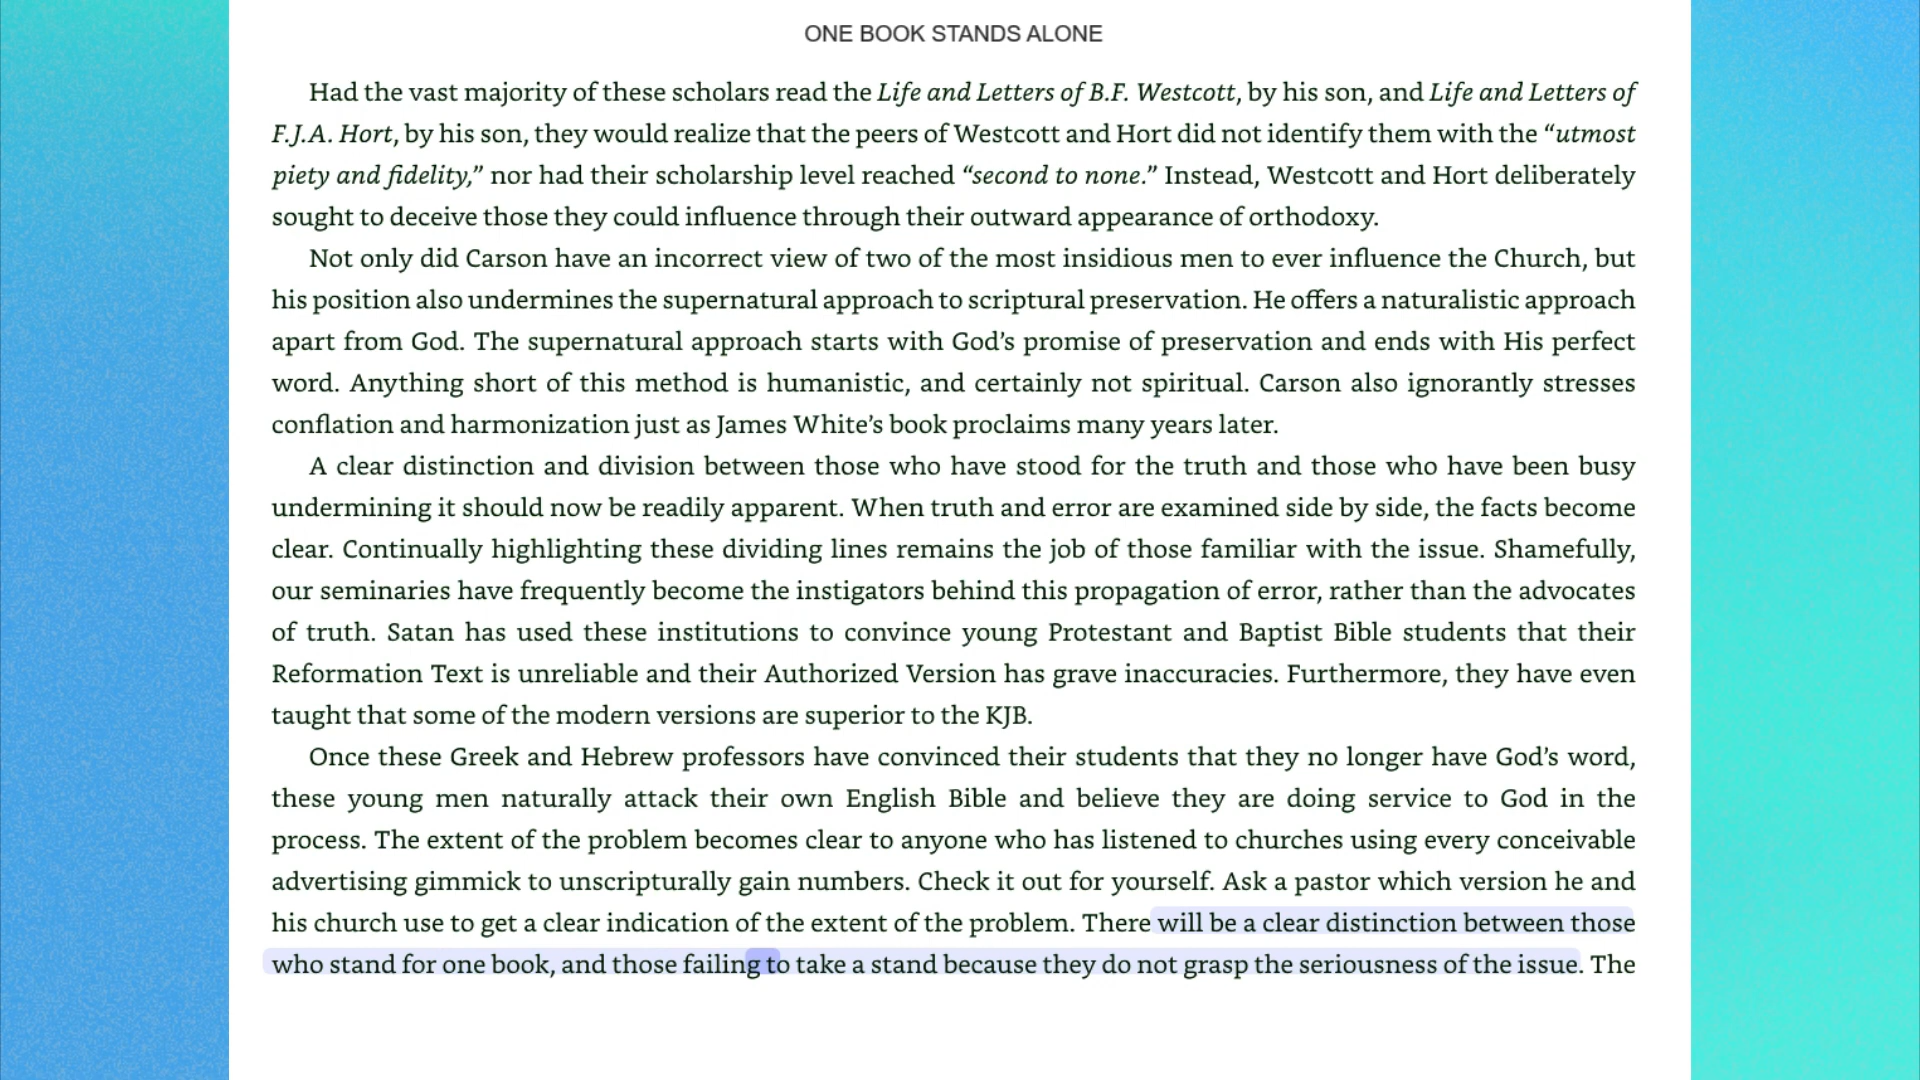 ONE BOOK STANDS ALONE
Had the vast majority of these scholars read the Life and Letters of B.F. Westcott, by his son, and Life and Letters of
F.J.A. Hort, by his son, they would realize that the peers of Westcott and Hort did not identify them with the “utmost
piety and fidelity,” nor had their scholarship level reached “second to none.” Instead, Westcott and Hort deliberately
sought to deceive those they could influence through their outward appearance of orthodoxy.
Not only did Carson have an incorrect view of two of the most insidious men to ever influence the Church, but
his position also undermines the supernatural approach to scriptural preservation. He offers a naturalistic approach
apart from God. The supernatural approach starts with God’s promise of preservation and ends with His perfect
word. Anything short of this method is humanistic, and certainly not spiritual. Carson also ignorantly stresses
conflation and harmonization just as James White’s book proclaims many years later.
A clear distinction and division between those who have stood for the truth and those who have been busy
undermining it should now be readily apparent. When truth and error are examined side by side, the facts become
clear. Continually highlighting these dividing lines remains the job of those familiar with the issue. Shamefully,
our seminaries have frequently become the instigators behind this propagation of error, rather than the advocates
of truth. Satan has used these institutions to convince young Protestant and Baptist Bible students that their
Reformation Text is unreliable and their Authorized Version has grave inaccuracies. Furthermore, they have even
taught that some of the modern versions are superior to the KJB.
Once these Greek and Hebrew professors have convinced their students that they no longer have God’s word,
these young men naturally attack their own English Bible and believe they are doing service to God in the
process. The extent of the problem becomes clear to anyone who has listened to churches using every conceivable
advertising gimmick to unscripturally gain numbers. Check it out for yourself. Ask a pastor which version he and
his church use to get a clear indication of the extent of the problem. There will be a clear distinction between those
who stand for one book, and those failing to take a stand because they do not grasp the seriousness of the issue. The